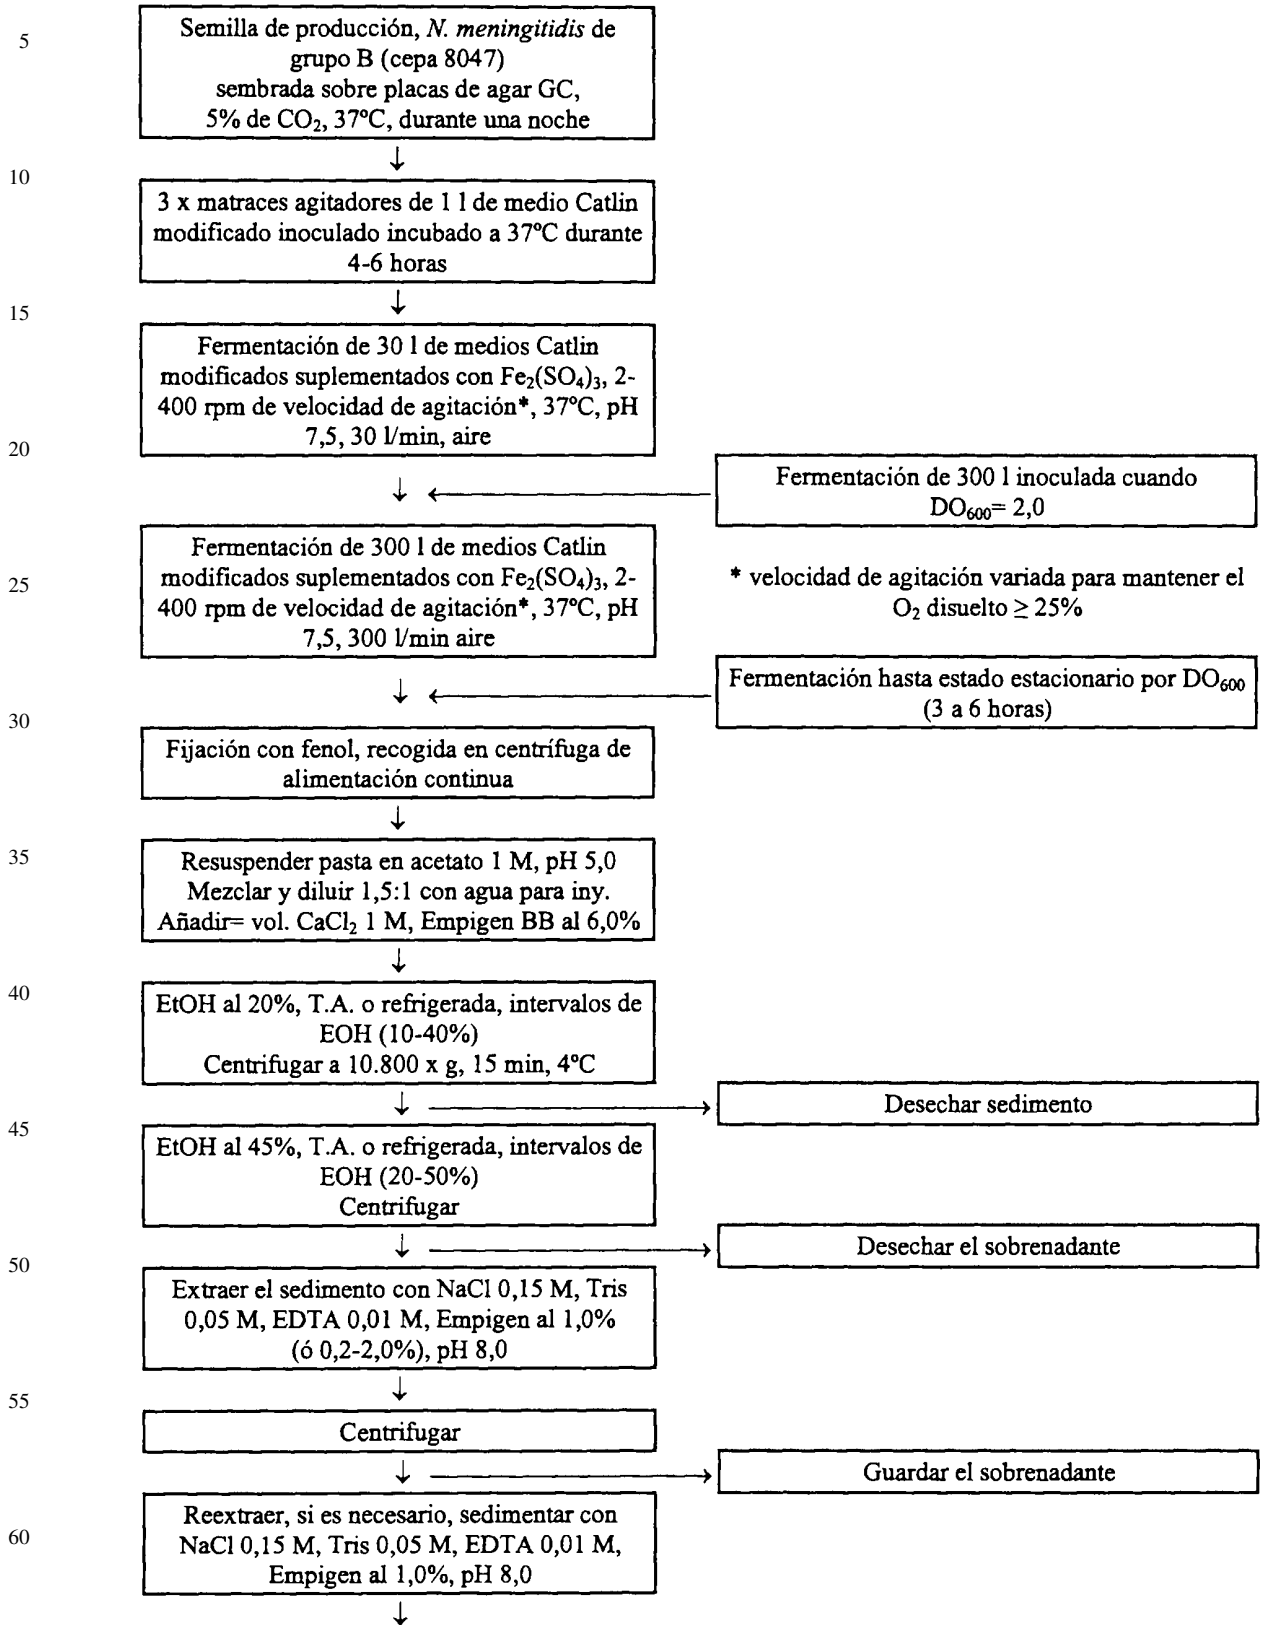 5
Semilla de producción, N. meningitidis de
grupo B (cepa 8047)
sembrada sobre placas de agar GC,
5% de CO₂, 37ºC, durante una noche
↓
10
3 x matraces agitadores de 1 l de medio Catlin
modificado inoculado incubado a 37ºC durante
4-6 horas
↓
15
Fermentación de 30 l de medios Catlin
modificados suplementados con Fe₂(SO₄)₃, 2-
400 rpm de velocidad de agitación*, 37ºC, pH
7,5, 30 l/min, aire
20
Fermentación de 300 l inoculada cuando
DO₆₀₀= 2,0
↓ ←
Fermentación de 300 l de medios Catlin
modificados suplementados con Fe₂(SO₄)₃, 2-
400 rpm de velocidad de agitación*, 37ºC, pH
7,5, 300 l/min aire
25
* velocidad de agitación variada para mantener el
O₂ disuelto ≥ 25%
Fermentación hasta estado estacionario por DO₆₀₀
(3 a 6 horas)
↓ ←
30
Fijación con fenol, recogida en centrífuga de
alimentación continua
↓
35
Resuspender pasta en acetato 1 M, pH 5,0
Mezclar y diluir 1,5:1 con agua para iny.
Añadir= vol. CaCl₂ 1 M, Empigen BB al 6,0%
↓
40
EtOH al 20%, T.A. o refrigerada, intervalos de
EOH (10-40%)
Centrifugar a 10.800 x g, 15 min, 4ºC
↓ →
Desechar sedimento
45
EtOH al 45%, T.A. o refrigerada, intervalos de
EOH (20-50%)
Centrifugar
↓ →
Desechar el sobrenadante
50
Extraer el sedimento con NaCl 0,15 M, Tris
0,05 M, EDTA 0,01 M, Empigen al 1,0%
(ó 0,2-2,0%), pH 8,0
↓
55
Centrifugar
↓ →
Guardar el sobrenadante
60
Reextraer, si es necesario, sedimentar con
NaCl 0,15 M, Tris 0,05 M, EDTA 0,01 M,
Empigen al 1,0%, pH 8,0
↓